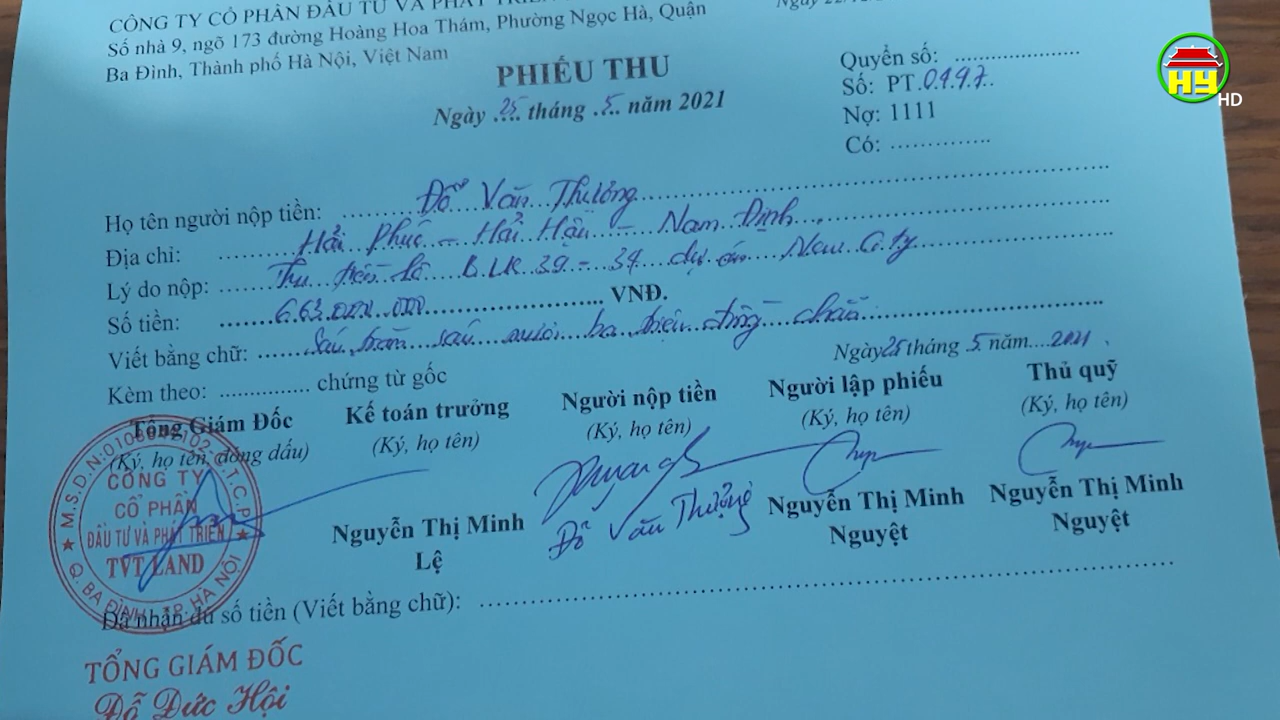 CÔNG TY CỔ PHẦN ĐẦU TƯ VÀ PHÁT TRIỂN
Số nhà 9, ngõ 173 đường Hoàng Hoa Thám, Phường Ngọc Hà, Quận
Ba Đình, Thành phố Hà Nội, Việt Nam
PHIẾU THU
Ngày 25 tháng 5 năm 2021
Quyển số: ....................
Số: PT.0497
Nợ: 1111
Có: ..............
HY
HD
Họ tên người nộp tiền: Đỗ Văn Thưởng
Địa chỉ: Hải Phúc - Hải Hậu - Nam Định
Lý do nộp: Thu tiền lô B.LK 39 - 37 dự án Nam C.ty
Số tiền: 663.000.000 VNĐ.
Viết bằng chữ: Sáu trăm sáu mươi ba triệu đồng chẵn
Kèm theo: ............. chứng từ gốc
Ngày 25 tháng 5 năm 2021
Tổng Giám Đốc Kế toán trưởng Người nộp tiền Người lập phiếu Thủ quỹ
(Ký, họ tên, đóng dấu) (Ký, họ tên) (Ký, họ tên) (Ký, họ tên) (Ký, họ tên)
CÔNG TY
CỔ PHẦN
ĐẦU TƯ VÀ PHÁT TRIỂN
TVT LAND
Q. BA ĐÌNH - TP. HÀ NỘI
Nguyễn Thị Minh Lệ
Đỗ Văn Thưởng
Nguyễn Thị Minh Nguyệt
Nguyễn Thị Minh Nguyệt
Đã nhận đủ số tiền (Viết bằng chữ): ....................
TỔNG GIÁM ĐỐC
Đỗ Đức Hội